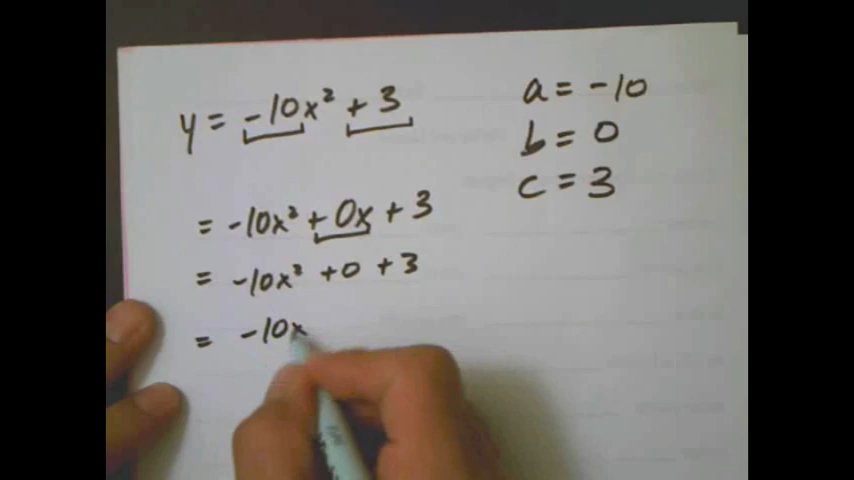 y = -10x² + 3
a = -10
b = 0
c = 3
= -10x² + 0x + 3
= -10x² + 0 + 3
= -10x